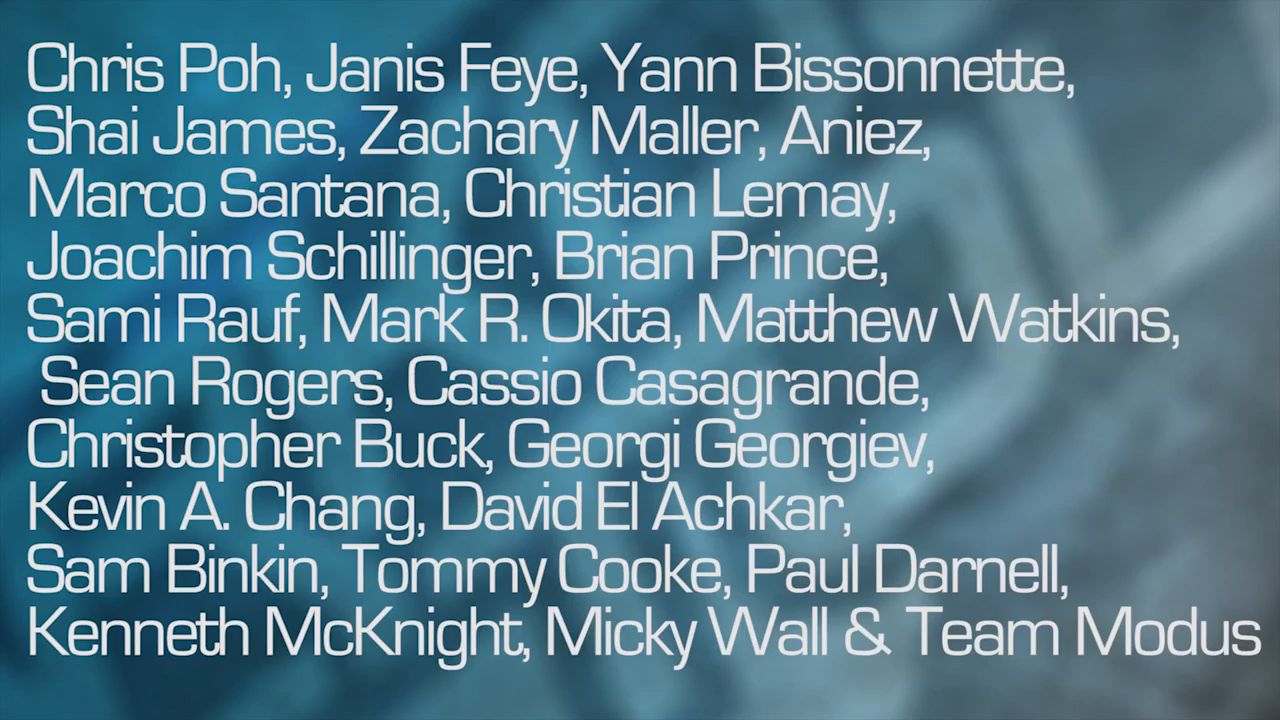 Chris Poh, Janis Feye, Yann Bissonnette,
Shai James, Zachary Maller, Aniez,
Marco Santana, Christian Lemay,
Joachim Schillinger, Brian Prince,
Sami Rauf, Mark R. Okita, Matthew Watkins,
Sean Rogers, Cassio Casagrande,
Christopher Buck, Georgi Georgiev,
Kevin A. Chang, David El Achkar,
Sam Binkin, Tommy Cooke, Paul Darnell,
Kenneth McKnight, Micky Wall & Team Modus